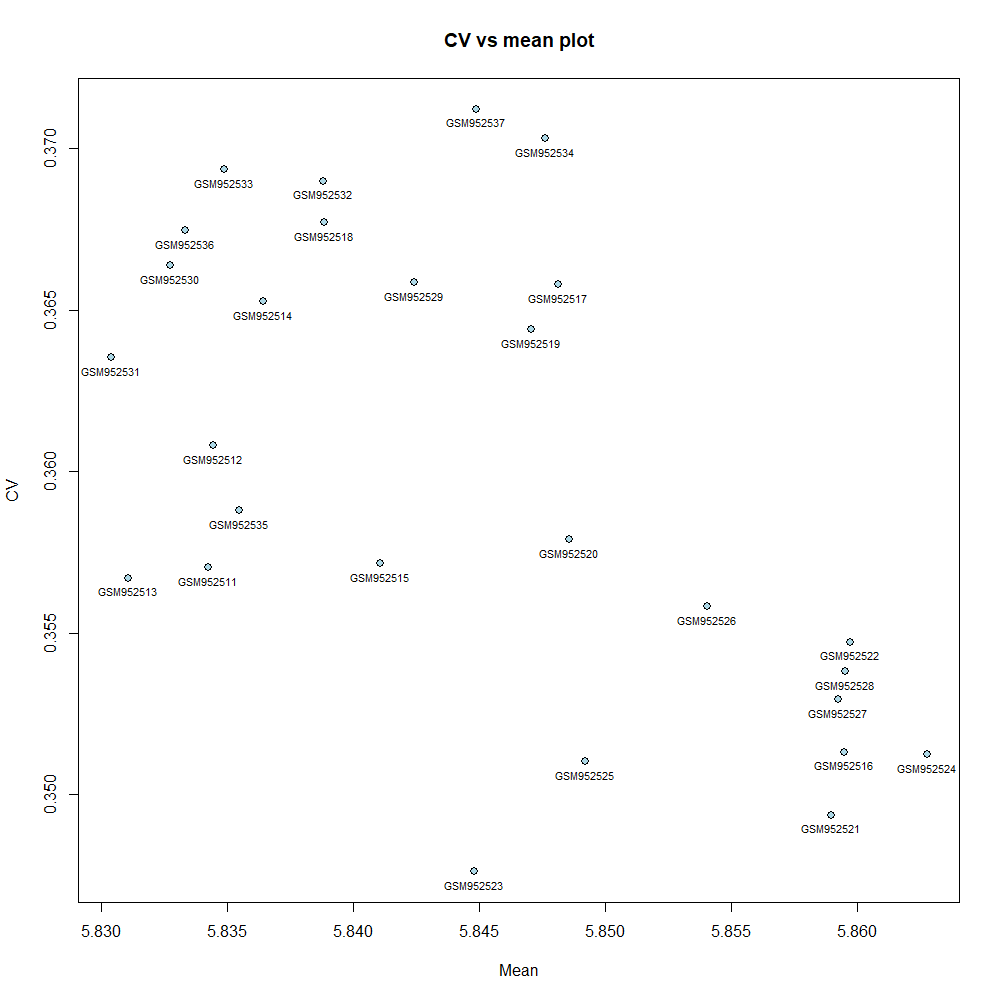 CV vs mean plot
GSM952537
GSM952534
GSM952533
GSM952532
GSM952518
GSM952536
GSM952530
GSM952529
GSM952517
GSM952514
GSM952519
GSM952531
GSM952512
GSM952535
GSM952520
GSM952515
GSM952511
GSM952513
GSM952526
GSM952522
GSM952528
GSM952527
GSM952516
GSM952524
GSM952525
GSM952521
GSM952523
0.370
0.365
0.360
0.355
0.350
CV
5.830 5.835 5.840 5.845 5.850 5.855 5.860
Mean